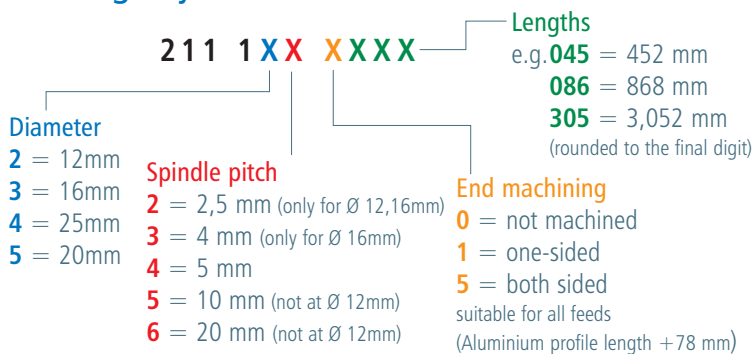 Lengths
211 1XX XXXX
e.g. 045 = 452 mm
086 = 868 mm
305 = 3,052 mm
(rounded to the final digit)
Diameter
2 = 12mm
3 = 16mm
4 = 25mm
5 = 20mm
Spindle pitch
2 = 2,5 mm (only for Ø 12,16mm)
3 = 4 mm (only for Ø 16mm)
4 = 5 mm
5 = 10 mm (not at Ø 12mm)
6 = 20 mm (not at Ø 12mm)
End machining
0 = not machined
1 = one-sided
5 = both sided
suitable for all feeds
(Aluminium profile length +78 mm)